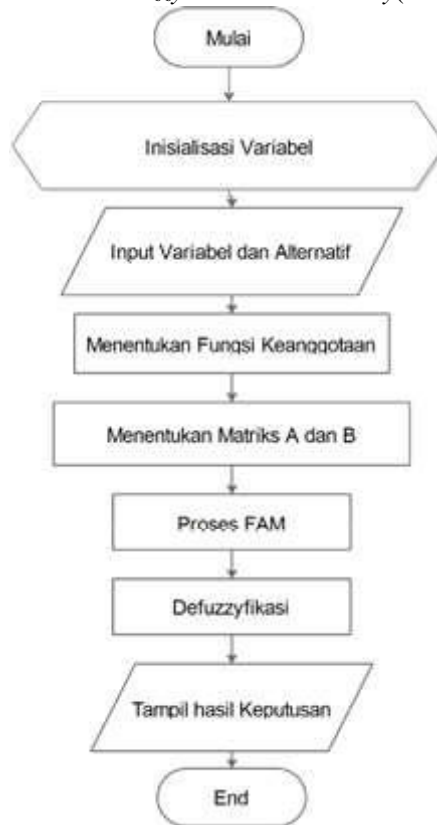 Mulai
Inisialisasi Variabel
Input Variabel dan Alternatif
Menentukan Fungsi Keanggotaan
Menentukan Matriks A dan B
Proses FAM
Defuzzyfikasi
Tampil hasil Keputusan
End